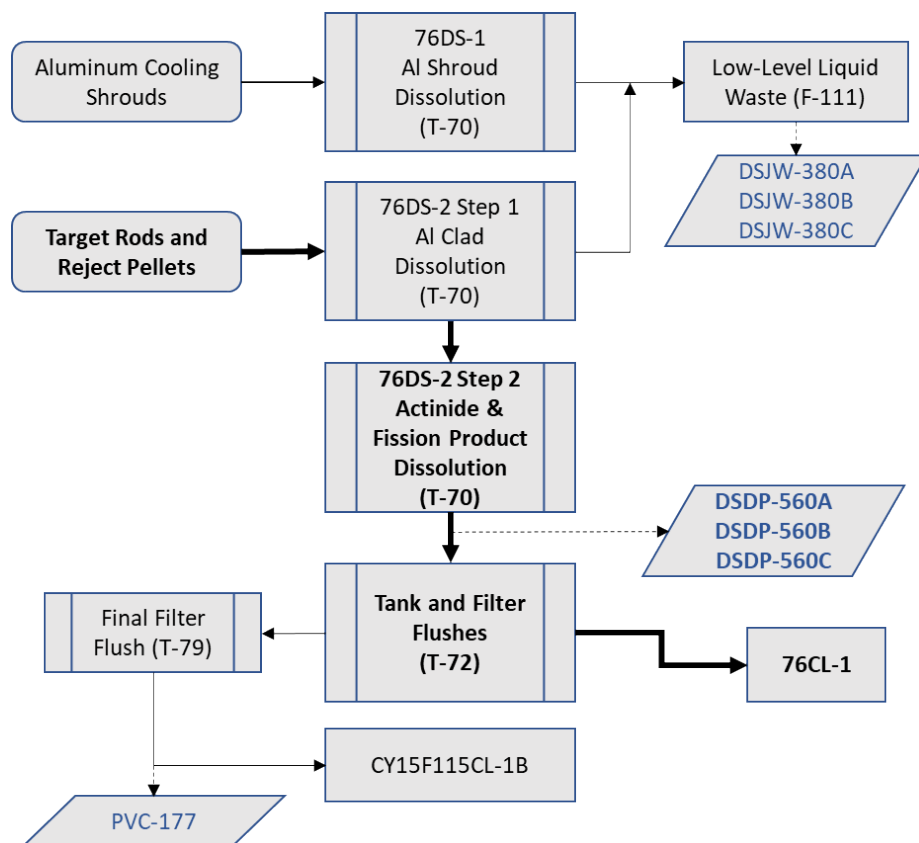 Aluminum Cooling
Shrouds
76DS-1
Al Shroud
Dissolution
(T-70)
Low-Level Liquid
Waste (F-111)
DSJW-380A
DSJW-380B
DSJW-380C
Target Rods and
Reject Pellets
76DS-2 Step 1
Al Clad
Dissolution
(T-70)
76DS-2 Step 2
Actinide &
Fission Product
Dissolution
(T-70)
DSDP-560A
DSDP-560B
DSDP-560C
Tank and Filter
Flushes
(T-72)
Final Filter
Flush (T-79)
76CL-1
CY15F115CL-1B
PVC-177